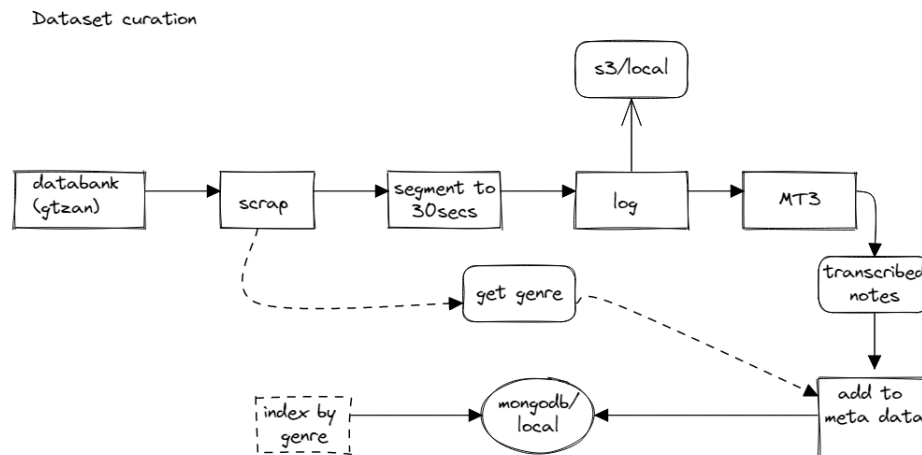 Dataset curation
s3/local
databank
(gtzan)
scrap
segment to
30secs
log
MT3
transcribed
notes
get genre
add to
meta data
mongodb/
local
index by
genre